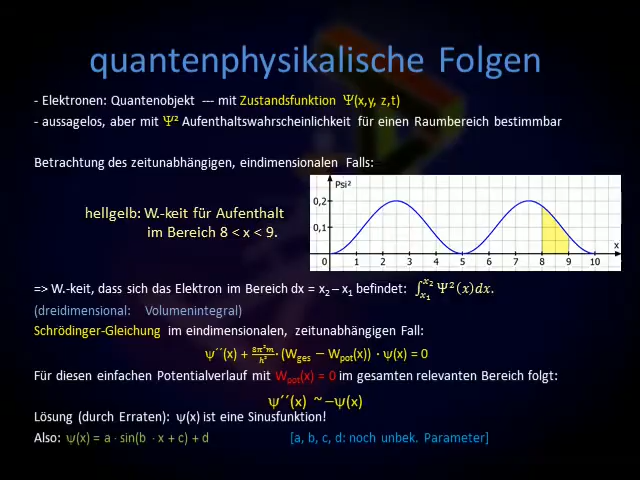 quantenphysikalische Folgen
- Elektronen: Quantenobjekt --- mit Zustandsfunktion Ψ(x,y, z,t)
- aussagelos, aber mit Ψ² Aufenthaltswahrscheinlichkeit für einen Raumbereich bestimmbar
Betrachtung des zeitunabhängigen, eindimensionalen Falls:
hellgelb: W.-keit für Aufenthalt
im Bereich 8 < x < 9.
Psi²
0,2
0,1
x
0 1 2 3 4 5 6 7 8 9 10
=> W.-keit, dass sich das Elektron im Bereich dx = x₂ – x₁ befindet: ∫ₓ₁ˣ² Ψ²(x)dx.
(dreidimensional: Volumenintegral)
Schrödinger-Gleichung im eindimensionalen, zeitunabhängigen Fall:
ψ´´(x) + 8π²m/h² · (Wges − Wpot(x)) · ψ(x) = 0
Für diesen einfachen Potentialverlauf mit Wpot(x) = 0 im gesamten relevanten Bereich folgt:
ψ´´(x) ~ −ψ(x)
Lösung (durch Erraten): ψ(x) ist eine Sinusfunktion!
Also: ψ(x) = a · sin(b · x + c) + d [a, b, c, d: noch unbek. Parameter]